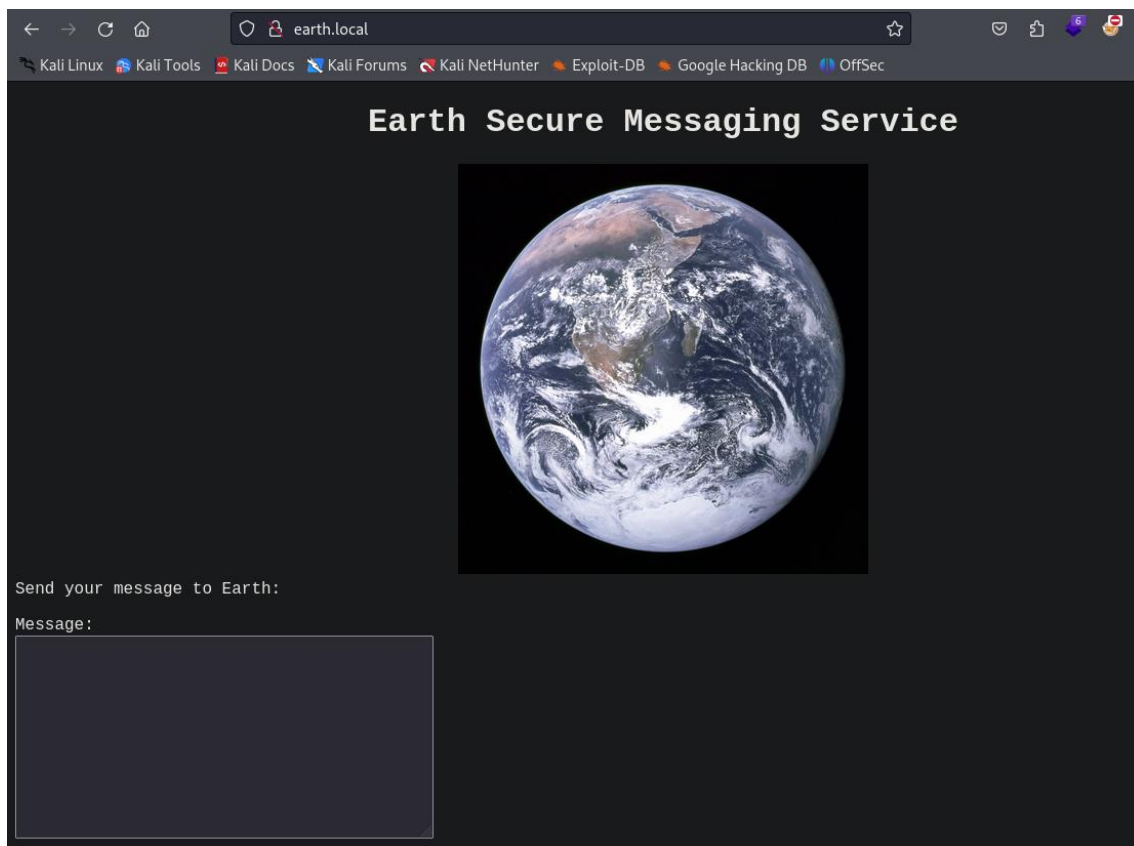 earth.local
6
Kali Linux Kali Tools Kali Docs Kali Forums Kali NetHunter Exploit-DB Google Hacking DB OffSec
Earth Secure Messaging Service
Send your message to Earth:
Message: